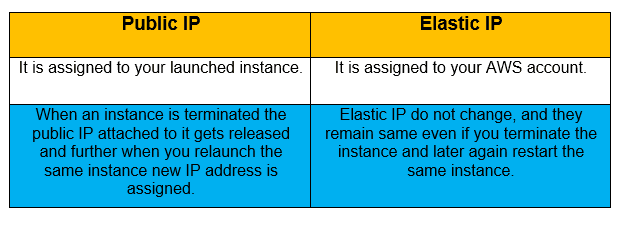 Public IP
Elastic IP
It is assigned to your launched instance.
It is assigned to your AWS account.
When an instance is terminated the
public IP attached to it gets released
and further when you relaunch the
same instance new IP address is
assigned.
Elastic IP do not change, and they
remain same even if you terminate the
instance and later again restart the
same instance.